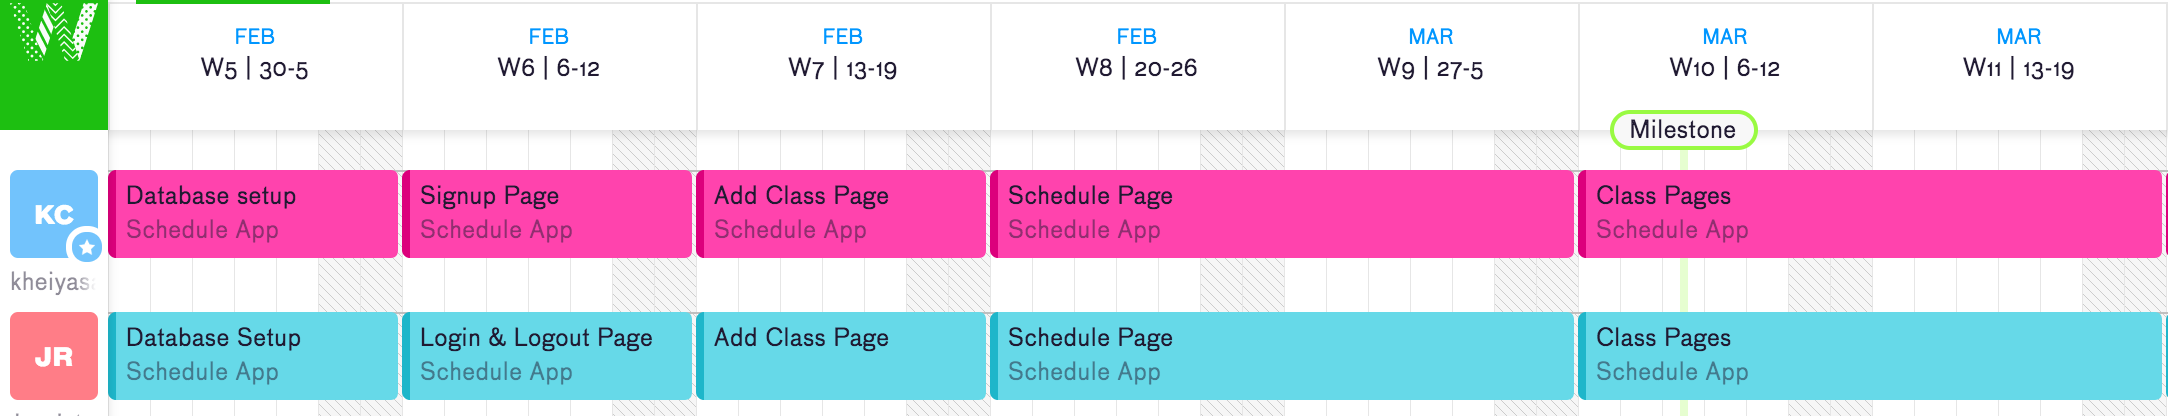 W
FEB
W5 | 30-5
FEB
W6 | 6-12
FEB
W7 | 13-19
FEB
W8 | 20-26
MAR
W9 | 27-5
MAR
W10 | 6-12
MAR
W11 | 13-19
Milestone
KC
kheiyasa
Database setup
Schedule App
Signup Page
Schedule App
Add Class Page
Schedule App
Schedule Page
Schedule App
Class Pages
Schedule App
JR
Database Setup
Schedule App
Login & Logout Page
Schedule App
Add Class Page
Schedule Page
Schedule App
Class Pages
Schedule App